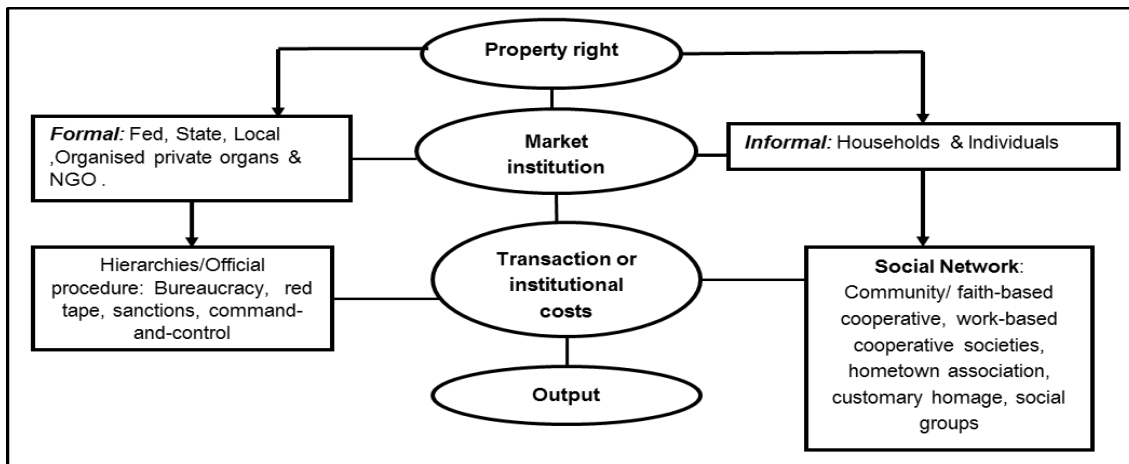 Property right
Formal: Fed, State, Local
,Organised private organs &
NGO .
Market
institution
Informal: Households & Individuals
Hierarchies/Official
procedure: Bureaucracy, red
tape, sanctions, command-
and-control
Transaction or
institutional
costs
Social Network:
Community/ faith-based
cooperative, work-based
cooperative societies,
hometown association,
customary homage, social
groups
Output